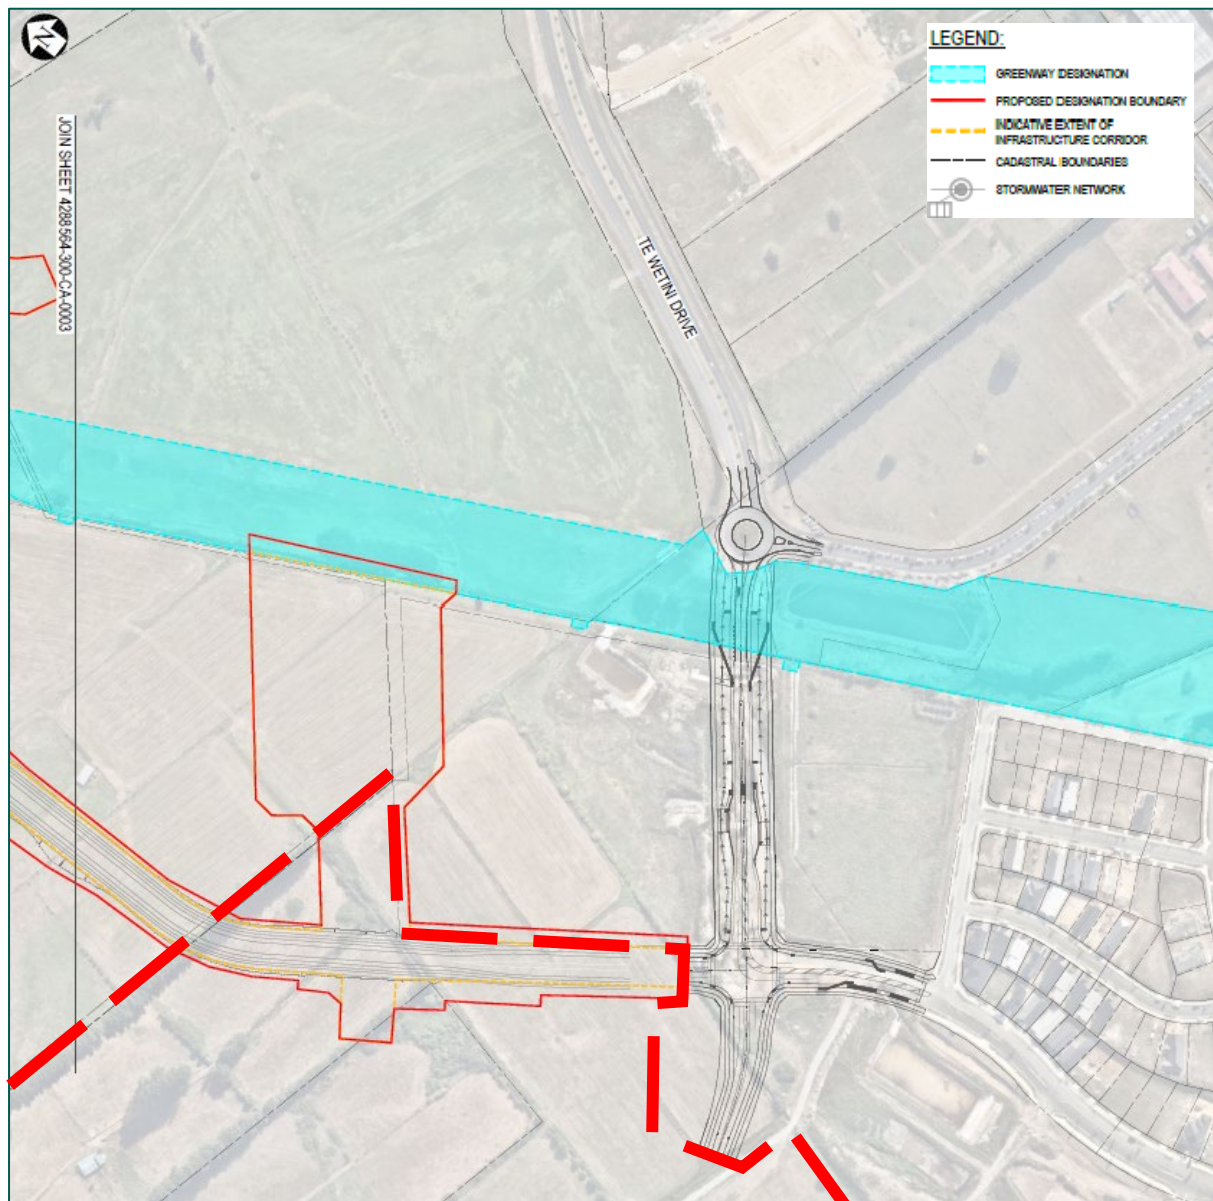 LEGEND:
GREENWAY DESIGNATION
PROPOSED DESIGNATION BOUNDARY
INDICATIVE EXTENT OF
INFRASTRUCTURE CORRIDOR
CADASTRAL BOUNDARIES
STORMWATER NETWORK
JOIN SHEET 4288564-300-CA-0003
TE WETINI DRIVE